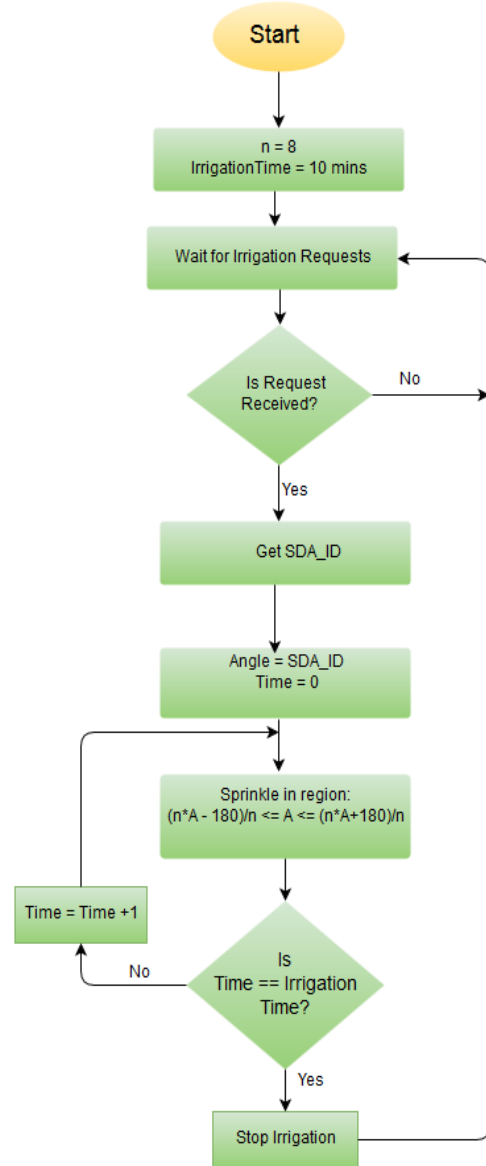 Start
n = 8
IrrigationTime = 10 mins
Wait for Irrigation Requests
Is Request
Received?
No
Yes
Get SDA_ID
Angle = SDA_ID
Time = 0
Sprinkle in region:
(n*A - 180)/n <= A <= (n*A+180)/n
Time = Time +1
No
Is
Time == Irrigation
Time?
Yes
Stop Irrigation